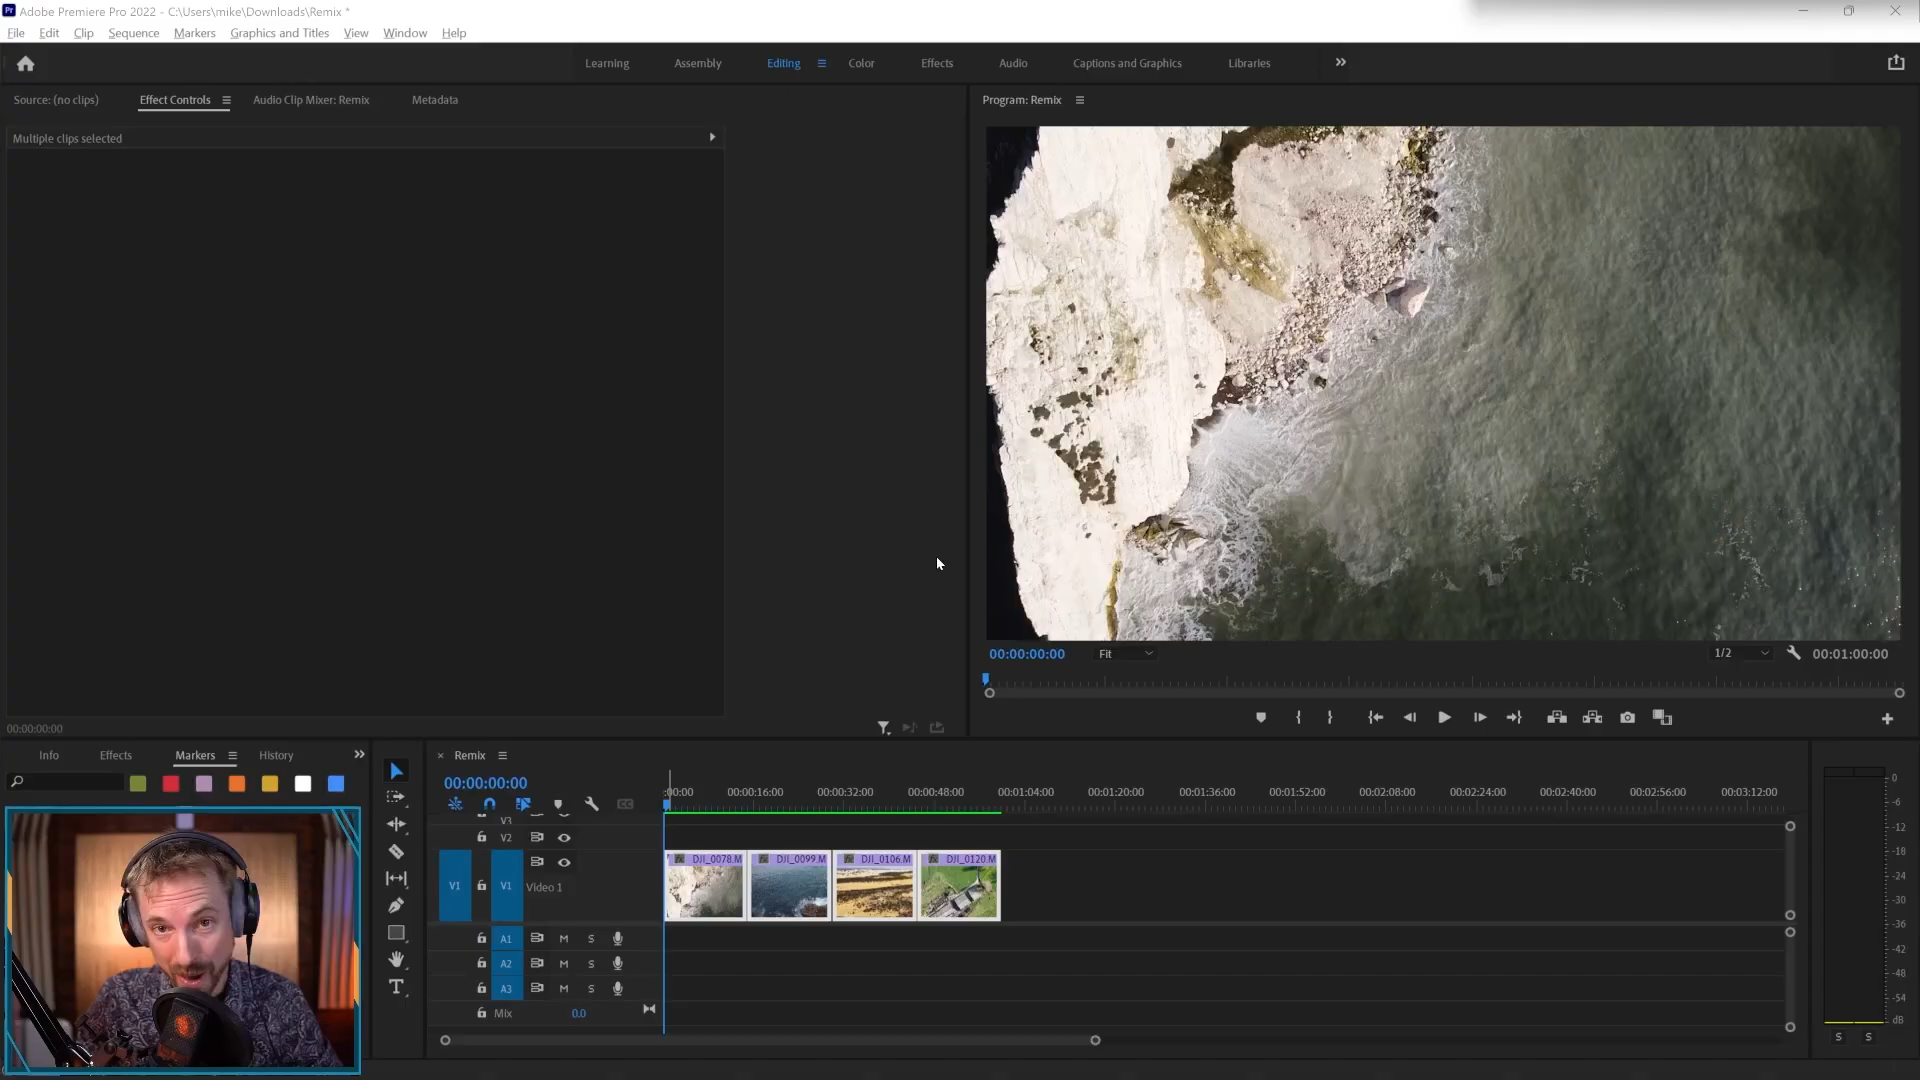 Adobe Premiere Pro 2022 - C:\Users\mike\Downloads\Remix *
File Edit Clip Sequence Markers Graphics and Titles View Window Help
Learning Assembly Editing Color Effects Audio Captions and Graphics Libraries
Source: (no clips) Effect Controls Audio Clip Mixer: Remix Metadata
Program: Remix
Multiple clips selected
00:00:00:00 Fit 1/2 00:01:00:00
00:00:00:00
Info Effects Markers History
Remix
00:00:00:00
:00:00 00:00:16:00 00:00:32:00 00:00:48:00 00:01:04:00 00:01:20:00 00:01:36:00 00:01:52:00 00:02:08:00 00:02:24:00 00:02:40:00 00:02:56:00 00:03:12:00
V3
V2
V1 V1 Video 1
DJI_0078.M DJI_0099.M DJI_0106.M DJI_0120.M
A1 M S
A2 M S
A3 M S
Mix 0.0
0
-6
-12
-18
-24
-30
-36
-42
-48
-54
dB
S S